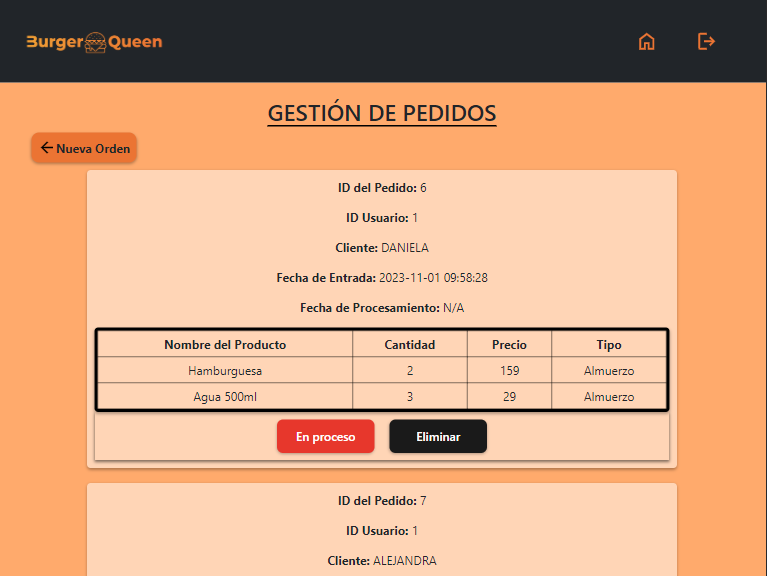 Burger Queen
GESTIÓN DE PEDIDOS
Nueva Orden
ID del Pedido: 6
ID Usuario: 1
Cliente: DANIELA
Fecha de Entrada: 2023-11-01 09:58:28
Fecha de Procesamiento: N/A
Nombre del Producto Cantidad Precio Tipo
Hamburguesa 2 159 Almuerzo
Agua 500ml 3 29 Almuerzo
En proceso Eliminar
ID del Pedido: 7
ID Usuario: 1
Cliente: ALEJANDRA